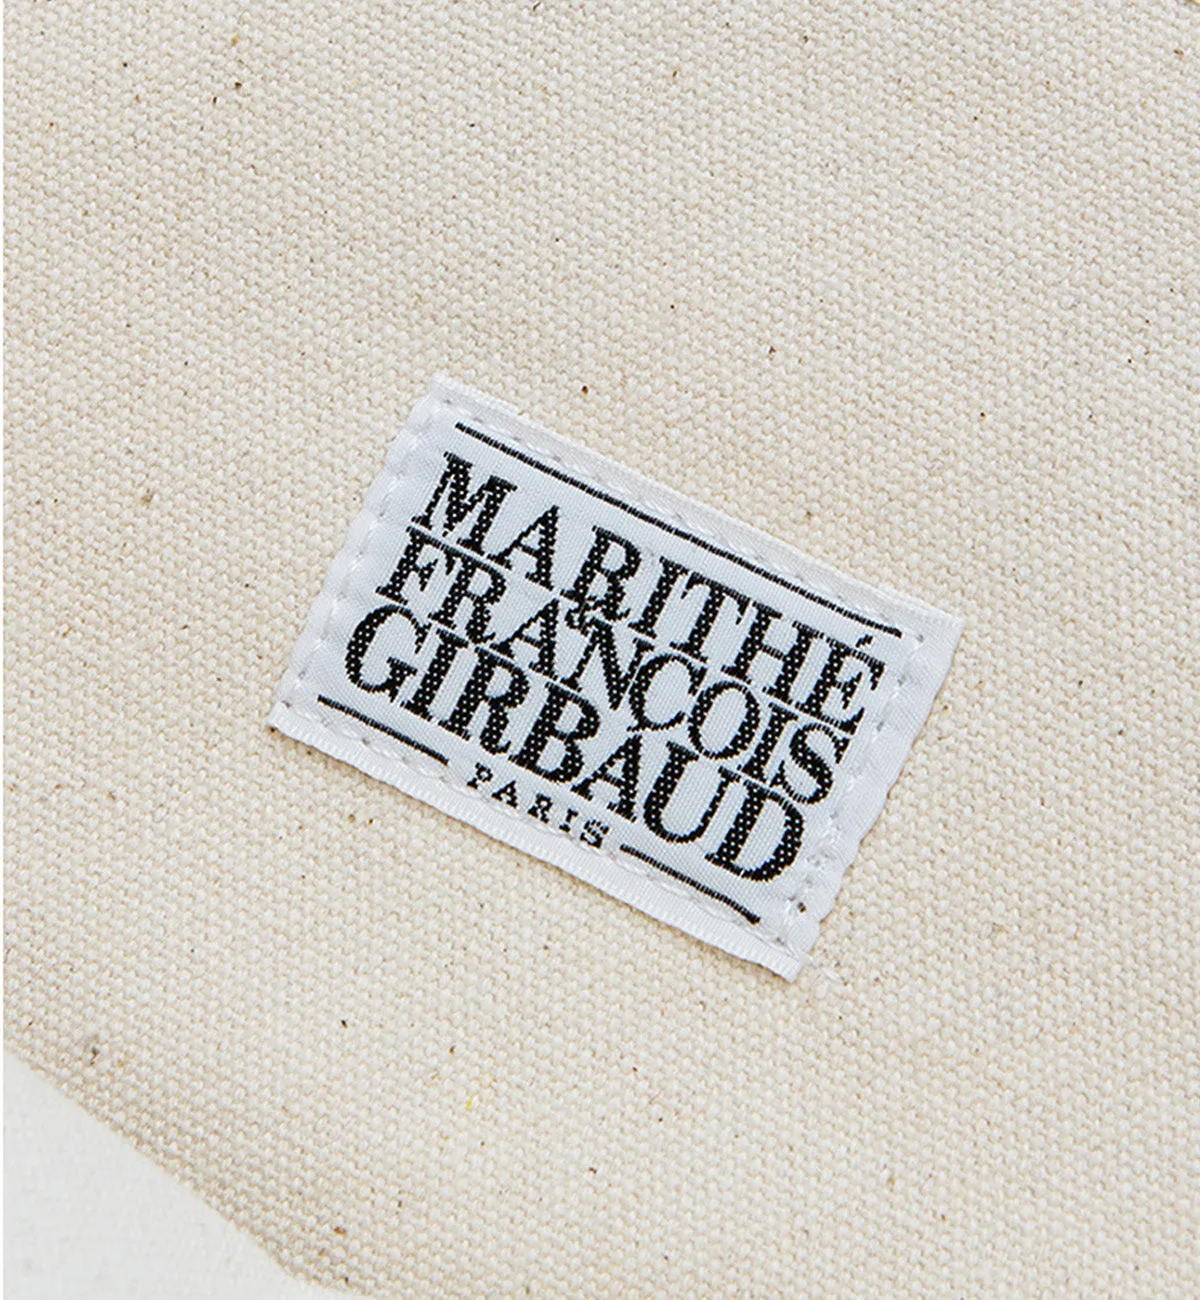 MARITHÉ
&
FRANÇOIS
GIRBAUD
PARIS